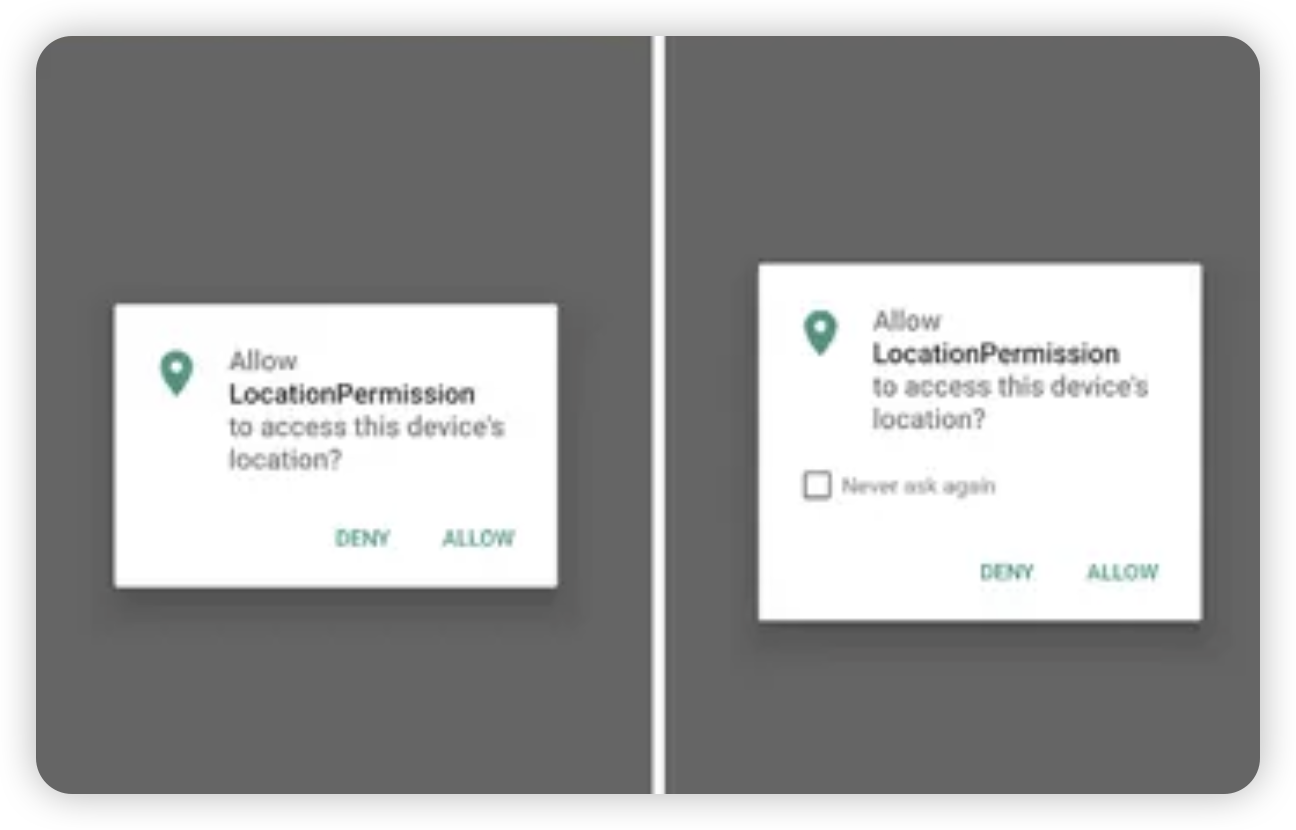 Allow
LocationPermission
to access this device's
location?
DENY ALLOW
Allow
LocationPermission
to access this device's
location?
Never ask again
DENY ALLOW